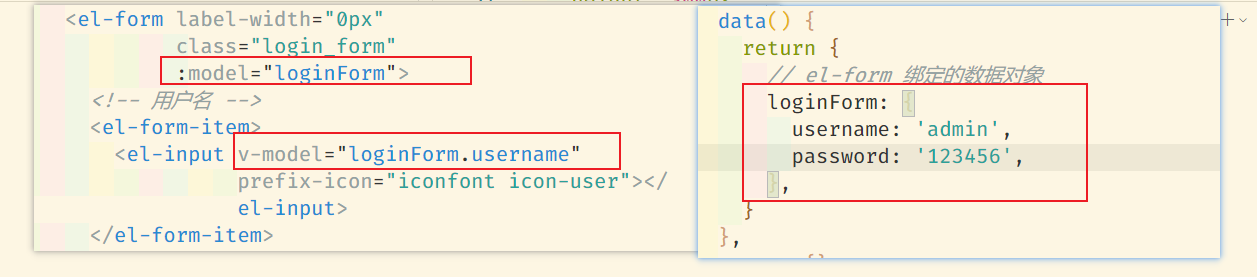 <el-form label-width="0px"
class="login_form"
:model="loginForm">
<!-- 用户名 -->
<el-form-item>
<el-input v-model="loginForm.username"
prefix-icon="iconfont icon-user"></
el-input>
</el-form-item>
data() {
return {
// el-form 绑定的数据对象
loginForm: {
username: 'admin',
password: '123456',
},
}
},